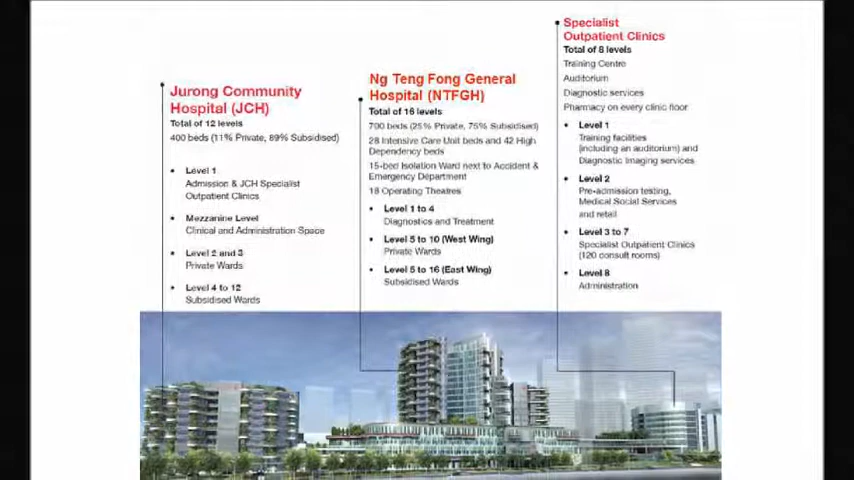 Jurong Community
Hospital (JCH)
Total of 12 levels
400 beds (11% Private, 89% Subsidised)
Level 1
Admission & JCH Specialist
Outpatient Clinics
Mezzanine Level
Clinical and Administration Space
Level 2 and 3
Private Wards
Level 4 to 12
Subsidised Wards
Ng Teng Fong General
Hospital (NTFGH)
Total of 16 levels
700 beds (25% Private, 75% Subsidised)
28 Intensive Care Unit beds and 42 High
Dependency beds
15-bed Isolation Ward next to Accident &
Emergency Department
18 Operating Theatres
Level 1 to 4
Diagnostics and Treatment
Level 5 to 10 (West Wing)
Private Wards
Level 5 to 16 (East Wing)
Subsidised Wards
Specialist
Outpatient Clinics
Total of 8 levels
Training Centre
Auditorium
Diagnostic services
Pharmacy on every clinic floor
Level 1
Training facilities
(including an auditorium) and
Diagnostic Imaging services
Level 2
Pre-admission testing,
Medical Social Services
and retail
Level 3 to 7
Specialist Outpatient Clinics
(120 consult rooms)
Level 8
Administration